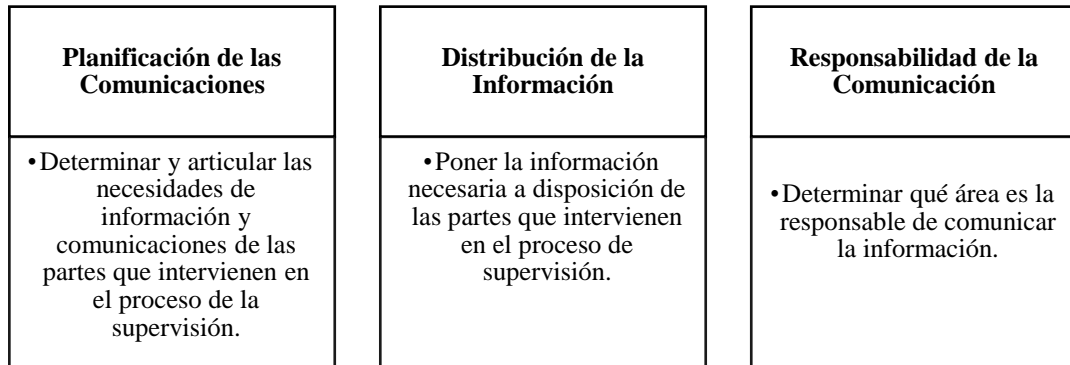 Planificación de las
Comunicaciones
•Determinar y articular las
necesidades de
información y
comunicaciones de las
partes que intervienen en
el proceso de la
supervisión.
Distribución de la
Información
•Poner la información
necesaria a disposición de
las partes que intervienen
en el proceso de
supervisión.
Responsabilidad de la
Comunicación
•Determinar qué área es la
responsable de comunicar
la información.